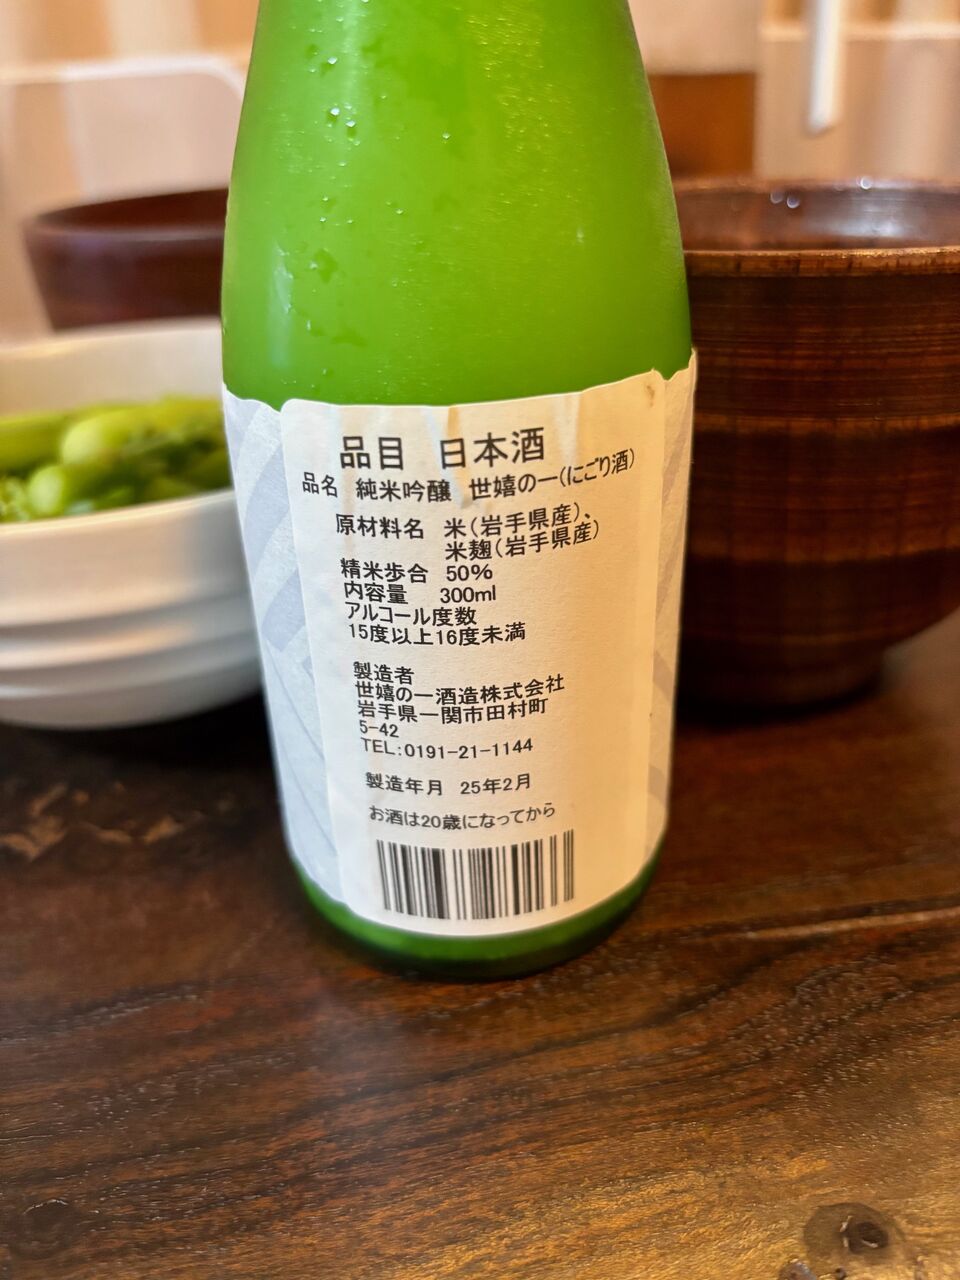 品目 日本酒
品名 純米吟醸 世嬉の一(にごり酒)
原材料名 米(岩手県産)、
米麹(岩手県産)
精米歩合 50%
内容量 300ml
アルコール度数
15度以上16度未満
製造者
世嬉の一酒造株式会社
岩手県一関市田村町
5-42
TEL:0191-21-1144
製造年月 25年2月
お酒は20歳になってから